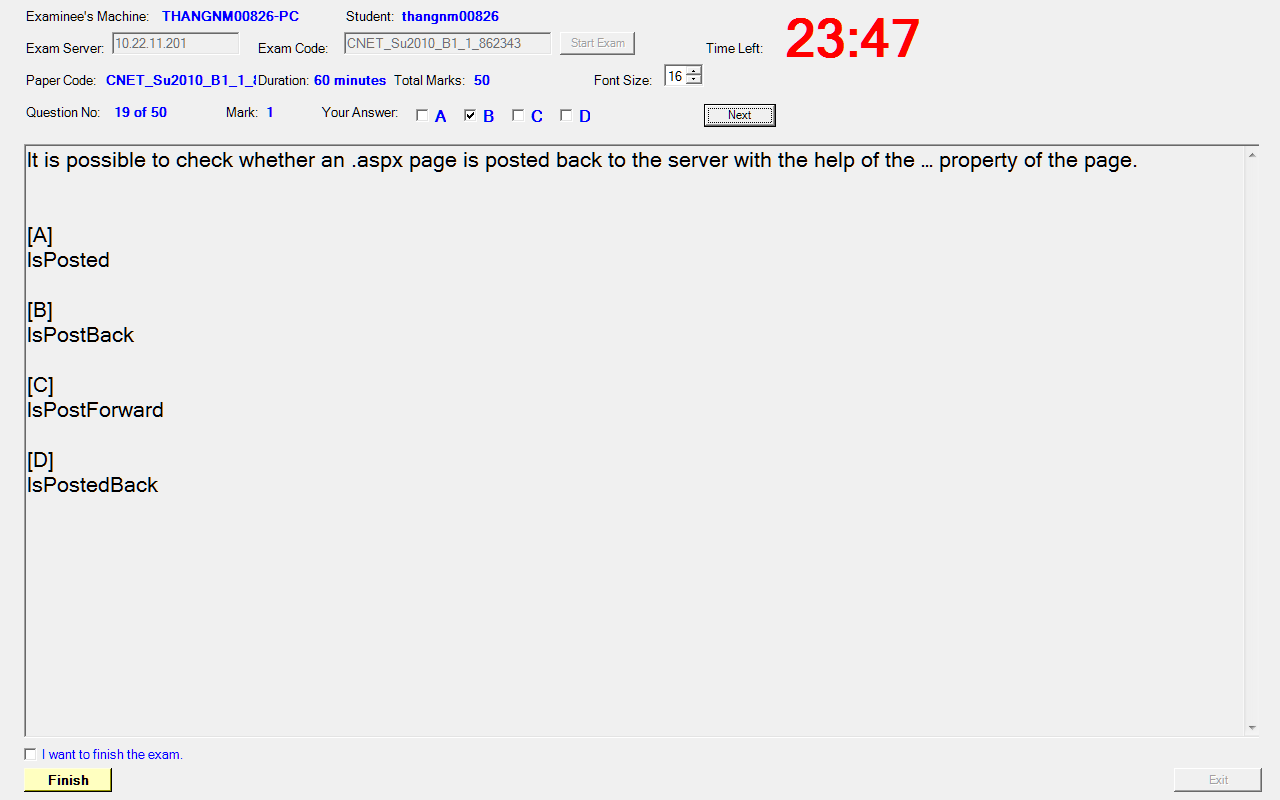 Examinee's Machine: THANGNM00826-PC Student: thangnm00826
Exam Server: 10.22.11.201 Exam Code: CNET_Su2010_B1_1_862343 Start Exam Time Left: 23:47
Paper Code: CNET_Su2010_B1_1_ Duration: 60 minutes Total Marks: 50 Font Size: 16
Question No: 19 of 50 Mark: 1 Your Answer: A B C D Next
It is possible to check whether an .aspx page is posted back to the server with the help of the ... property of the page.
[A]
IsPosted
[B]
IsPostBack
[C]
IsPostForward
[D]
IsPostedBack
I want to finish the exam.
Finish Exit